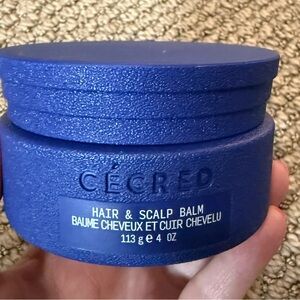 CÉCRED
HAIR & SCALP BALM
BAUME CHEVEUX ET CUIR CHEVELU
113 g ℮ 4 OZ